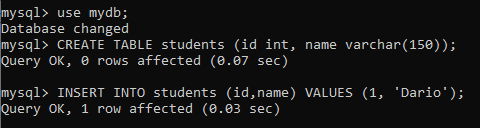 mysql> use mydb;
Database changed
mysql> CREATE TABLE students (id int, name varchar(150));
Query OK, 0 rows affected (0.07 sec)
mysql> INSERT INTO students (id,name) VALUES (1, 'Dario');
Query OK, 1 row affected (0.03 sec)